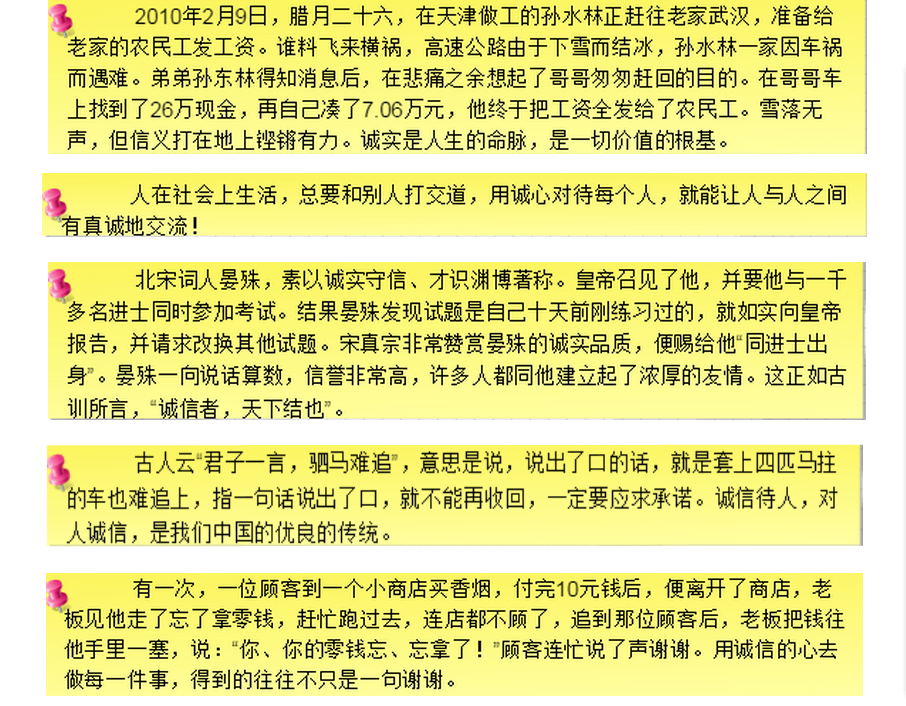 2010年2月9日，腊月二十六，在天津做工的孙水林正赶往老家武汉，准备给
老家的农民工发工资。谁料飞来横祸，高速公路由于下雪而结冰，孙水林一家因车祸
而遇难。弟弟孙东林得知消息后，在悲痛之余想起了哥哥匆匆赶回的目的。在哥哥车
上找到了26万现金，再自己凑了7.06万元，他终于把工资全发给了农民工。雪落无
声，但信义打在地上铿锵有力。诚实是人生的命脉，是一切价值的根基。
人在社会上生活，总要和别人打交道，用诚心对待每个人，就能让人与人之间
有真诚地交流！
北宋词人晏殊，素以诚实守信、才识渊博著称。皇帝召见了他，并要他与一千
多名进士同时参加考试。结果晏殊发现试题是自己十天前刚练习过的，就如实向皇帝
报告，并请求改换其他试题。宋真宗非常赞赏晏殊的诚实品质，便赐给他“同进士出
身”。晏殊一向说话算数，信誉非常高，许多人都同他建立起了浓厚的友情。这正如古
训所言，“诚信者，天下结也”。
古人云“君子一言，驷马难追”，意思是说，说出了口的话，就是套上四匹马拉
的车也难追上，指一句话说出了口，就不能再收回，一定要应求承诺。诚信待人，对
人诚信，是我们中国的优良的传统。
有一次，一位顾客到一个小商店买香烟，付完10元钱后，便离开了商店，老
板见他走了忘了拿零钱，赶忙跑过去，连店都不顾了，追到那位顾客后，老板把钱往
他手里一塞，说：“你、你的零钱忘、忘拿了！”顾客连忙说了声谢谢。用诚信的心去
做每一件事，得到的往往不只是一句谢谢。